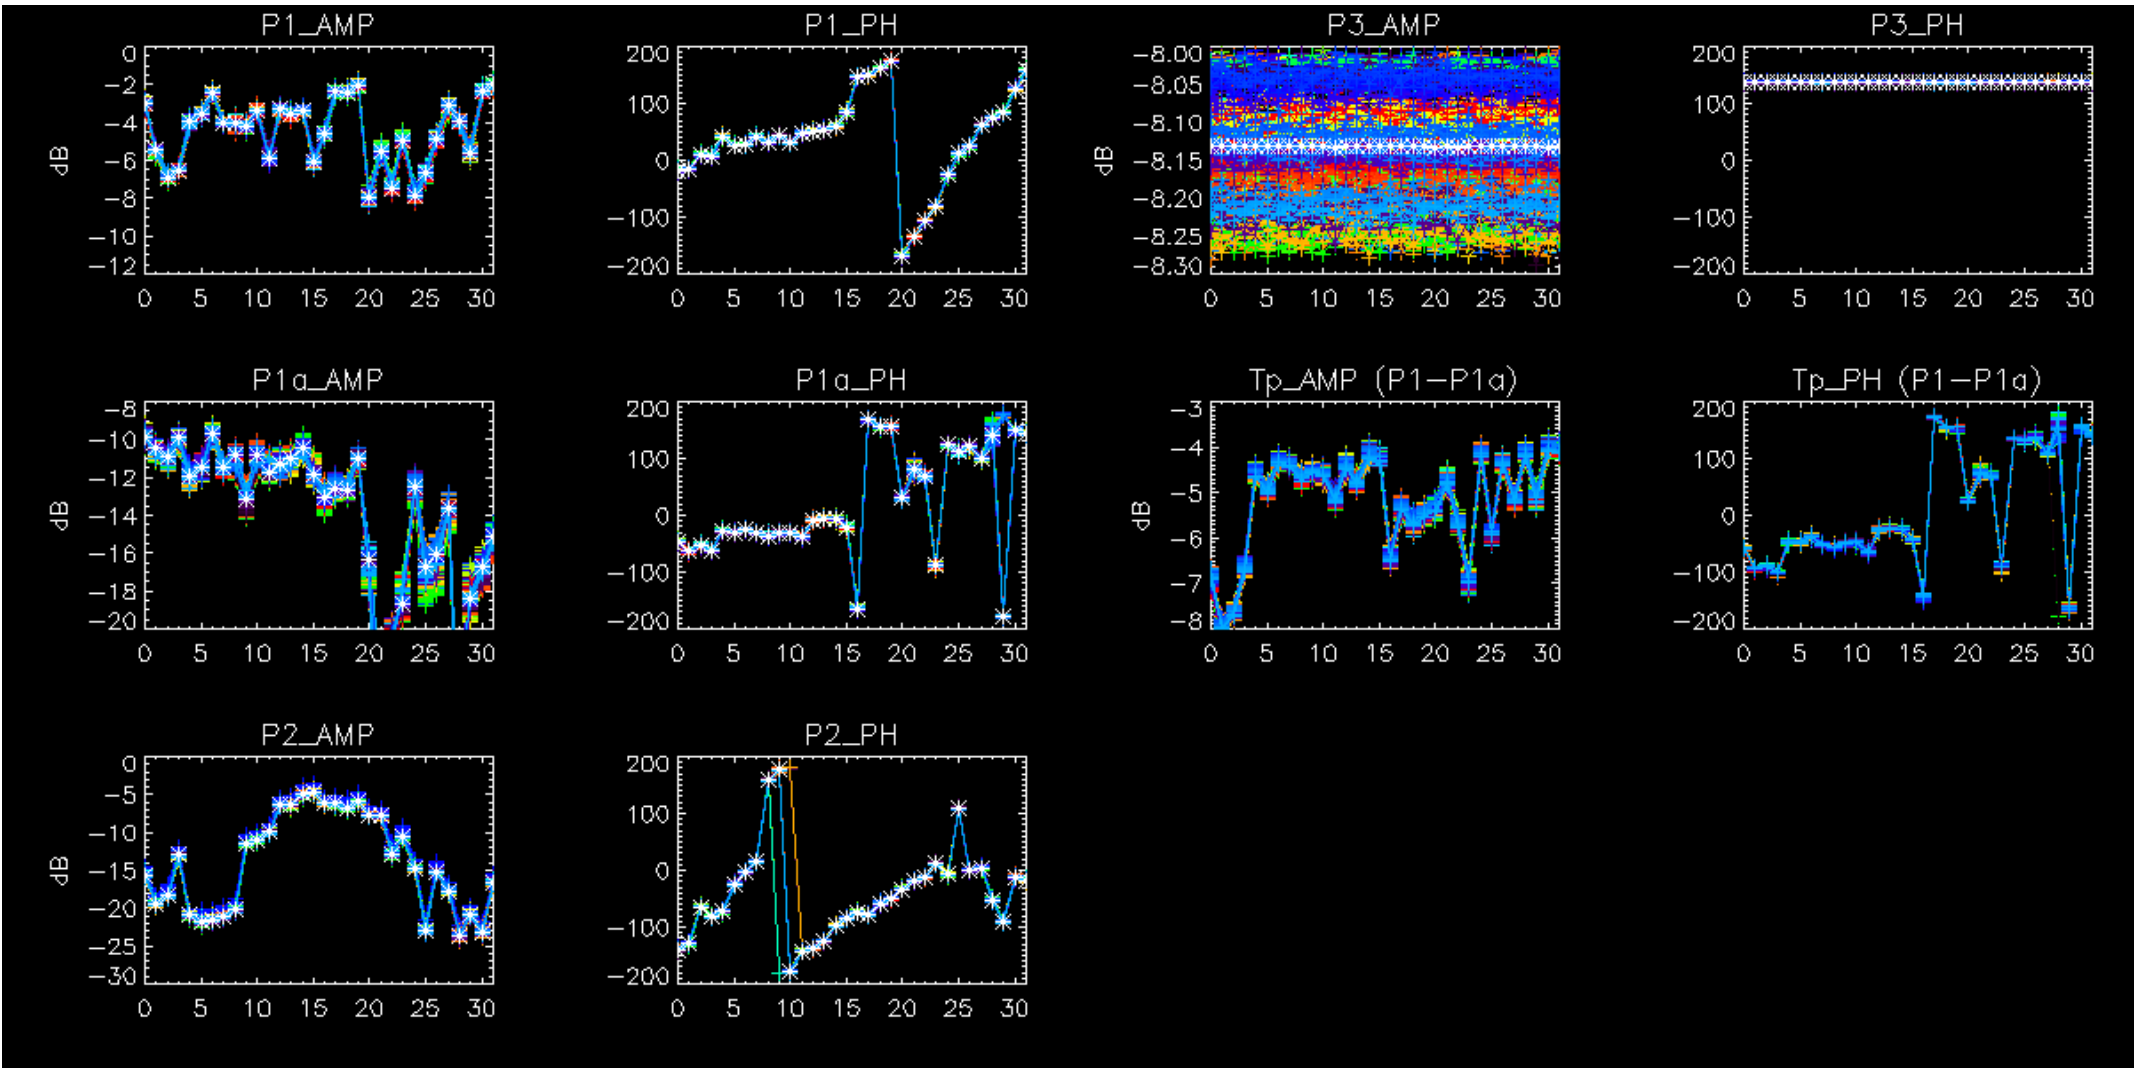 P1_AMP
0
−2
−4
−6
−8
−10
−12
dB
0 5 10 15 20 25 30
P1_PH
200
100
0
−100
−200
0 5 10 15 20 25 30
P3_AMP
−8.00
−8.05
−8.10
−8.15
−8.20
−8.25
−8.30
dB
0 5 10 15 20 25 30
P3_PH
200
100
0
−100
−200
0 5 10 15 20 25 30
P1a_AMP
−8
−10
−12
−14
−16
−18
−20
dB
0 5 10 15 20 25 30
P1a_PH
200
100
0
−100
−200
0 5 10 15 20 25 30
Tp_AMP (P1−P1a)
−3
−4
−5
−6
−7
−8
dB
0 5 10 15 20 25 30
Tp_PH (P1−P1a)
200
100
0
−100
−200
0 5 10 15 20 25 30
P2_AMP
0
−5
−10
−15
−20
−25
−30
dB
0 5 10 15 20 25 30
P2_PH
200
100
0
−100
−200
0 5 10 15 20 25 30